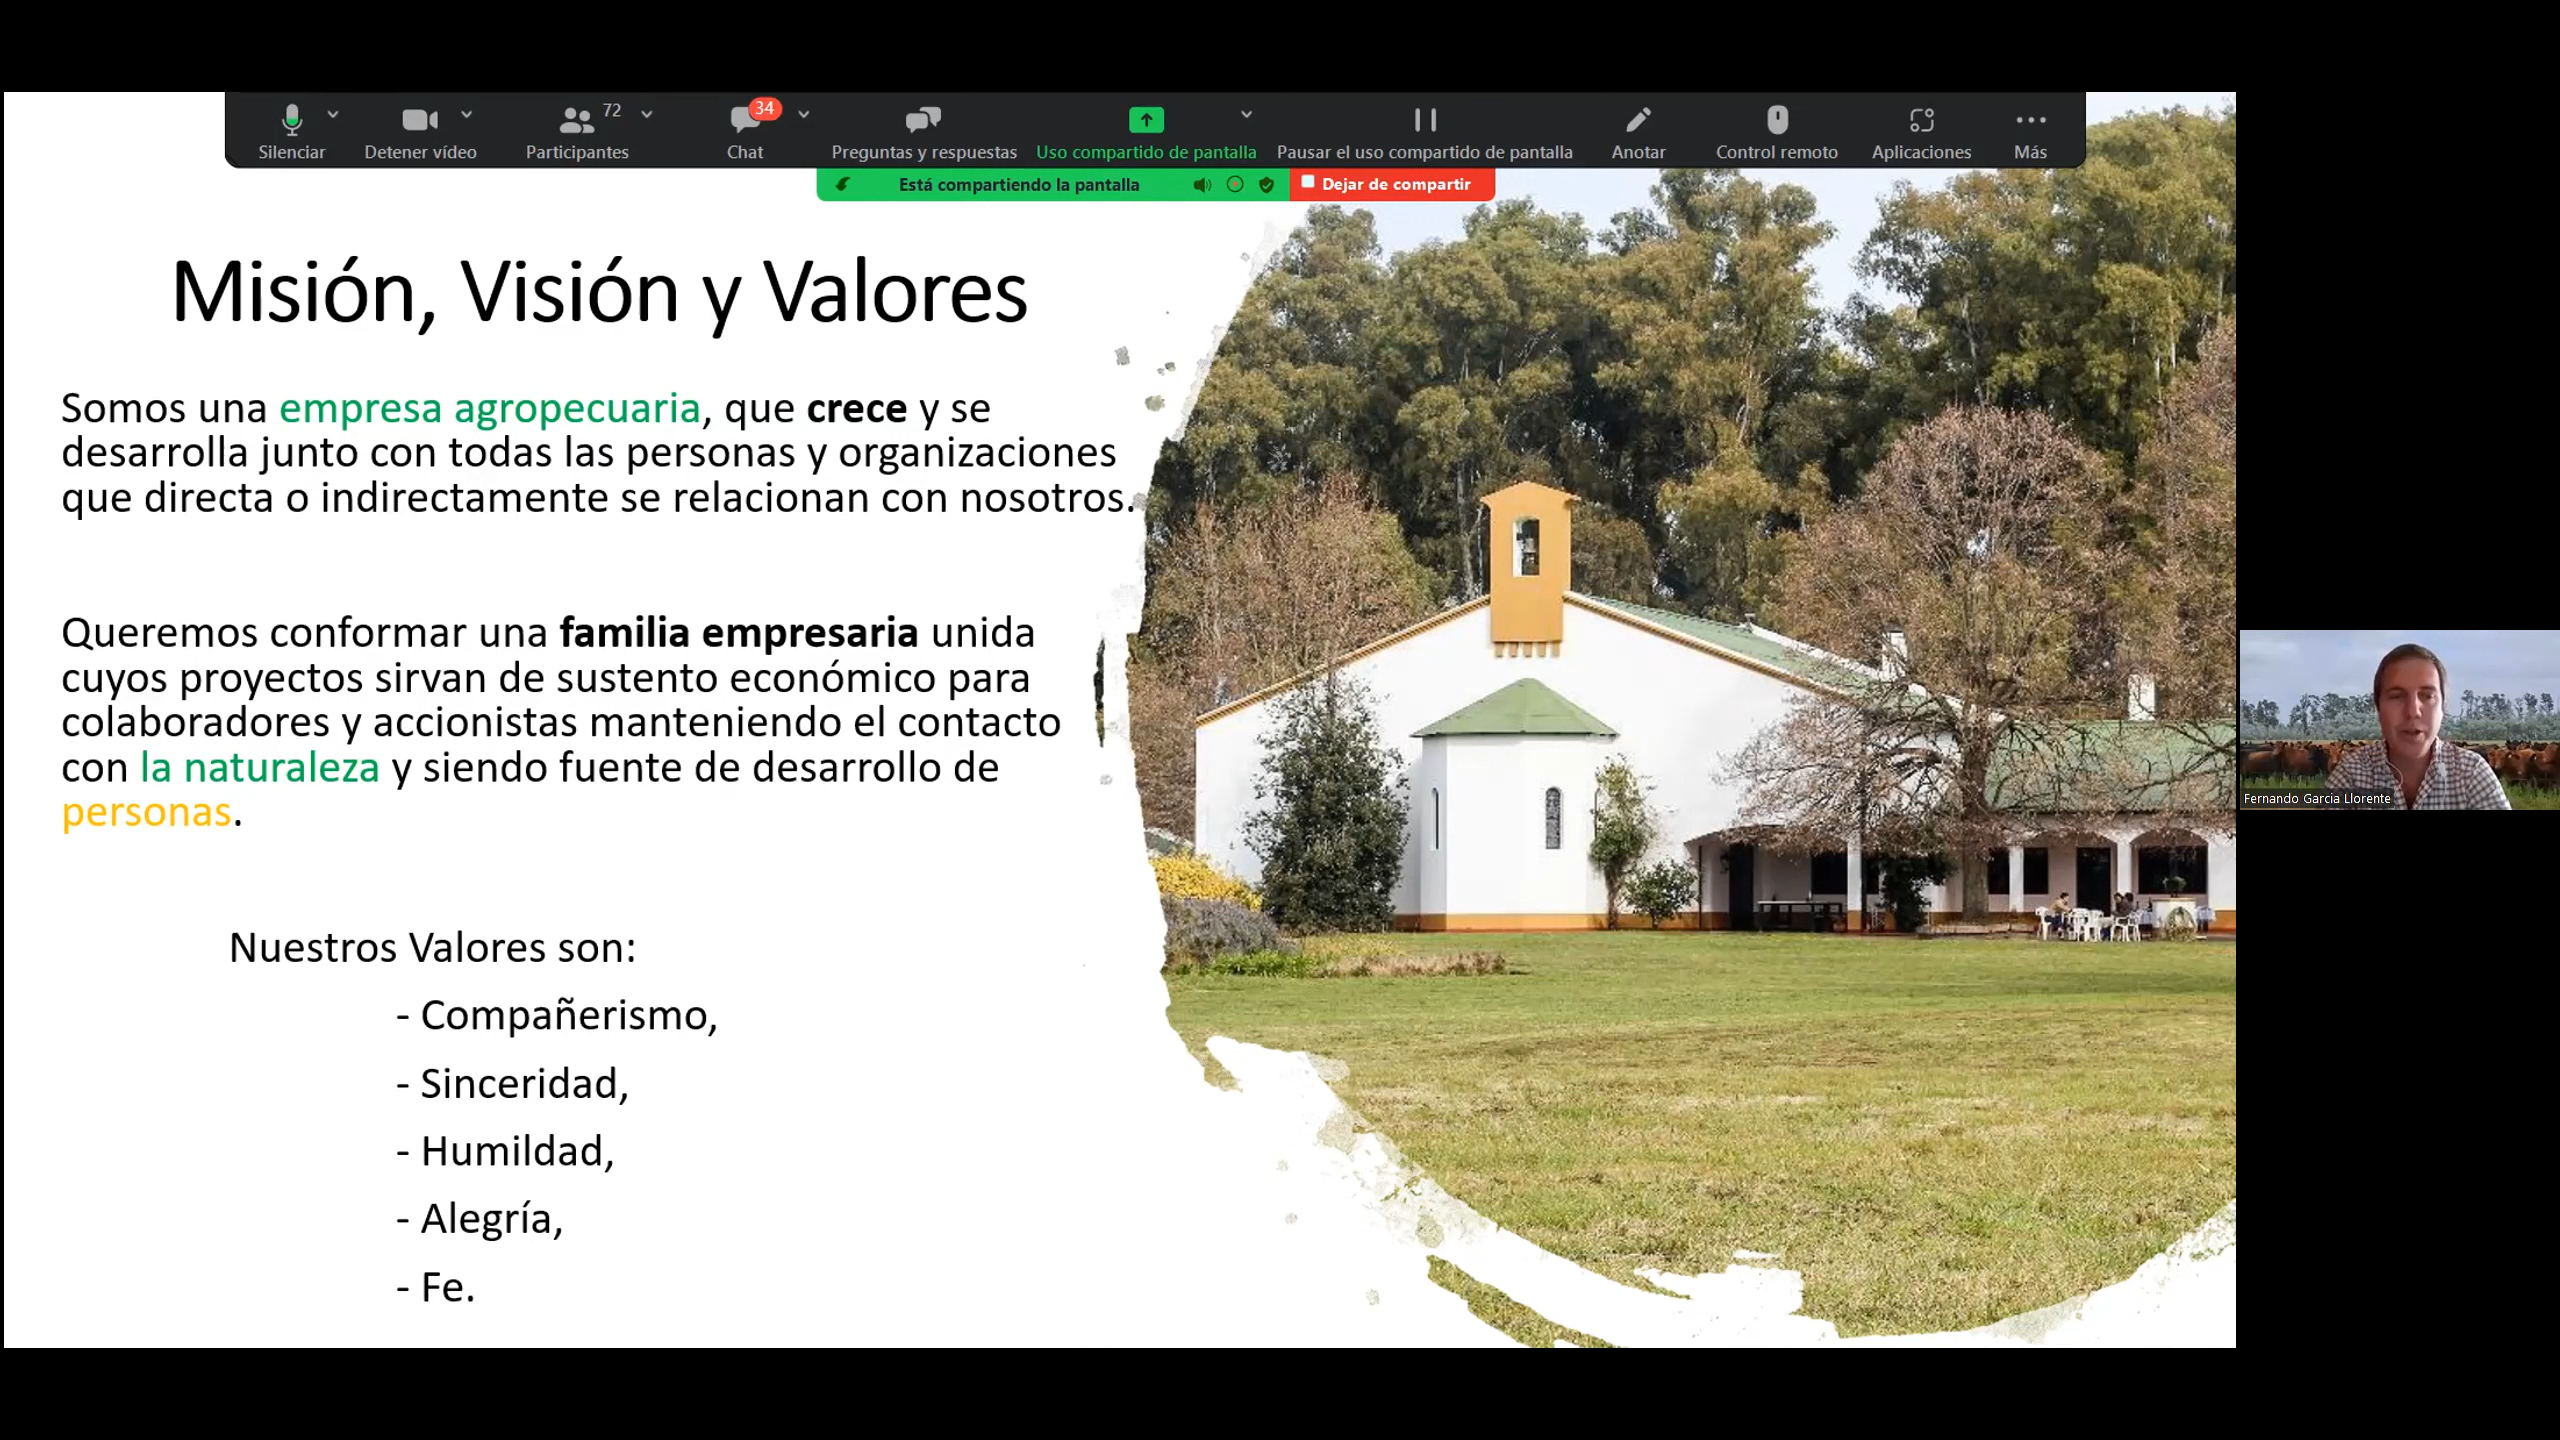 72
34
Silenciar
Detener vídeo
Participantes
Chat
Preguntas y respuestas
Uso compartido de pantalla
Pausar el uso compartido de pantalla
Anotar
Control remoto
Aplicaciones
Más
Está compartiendo la pantalla
Dejar de compartir
Misión, Visión y Valores
Somos una empresa agropecuaria, que crece y se
desarrolla junto con todas las personas y organizaciones
que directa o indirectamente se relacionan con nosotros.
Queremos conformar una familia empresaria unida
cuyos proyectos sirvan de sustento económico para
colaboradores y accionistas manteniendo el contacto
con la naturaleza y siendo fuente de desarrollo de
personas.
Nuestros Valores son:
- Compañerismo,
- Sinceridad,
- Humildad,
- Alegría,
- Fe.
Fernando Garcia Llorente